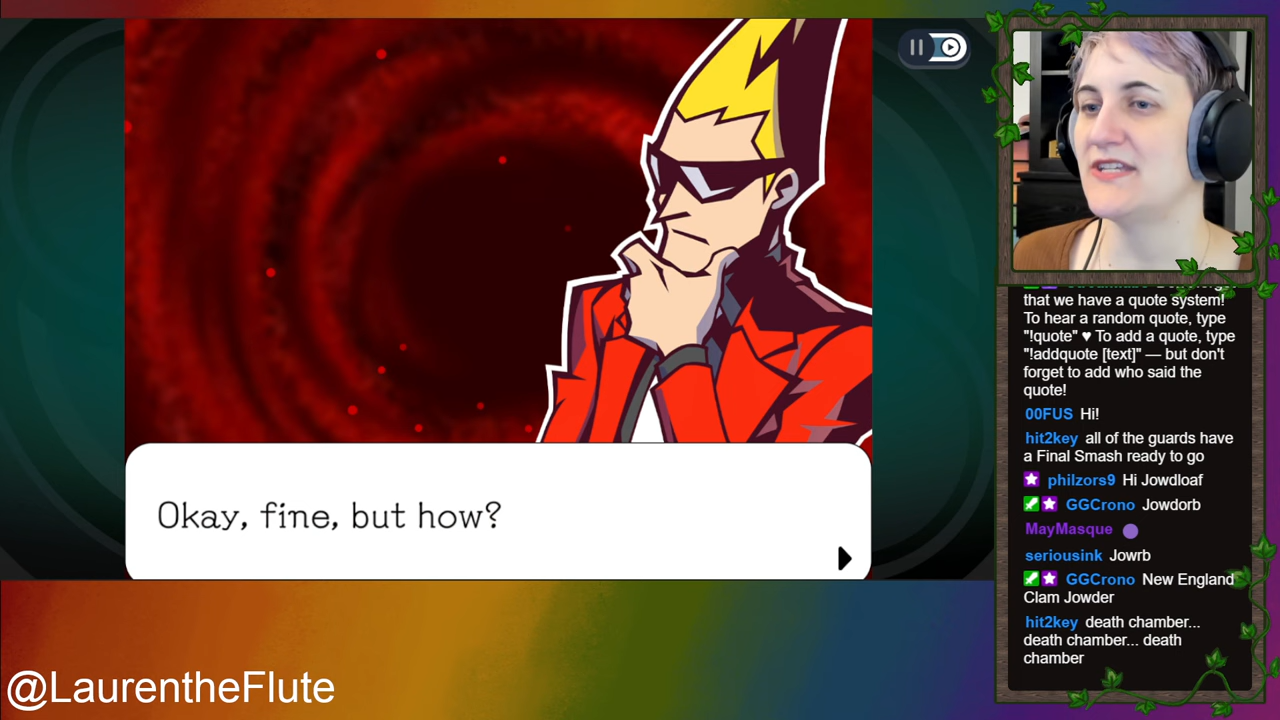 that we have a quote system!
To hear a random quote, type
"!quote" ♥ To add a quote, type
"!addquote [text]" — but don't
forget to add who said the
quote!
00FUS Hi!
hit2key all of the guards have
a Final Smash ready to go
philzors9 Hi Jowdloaf
GGCrono Jowdorb
MayMasque
seriousink Jowrb
GGCrono New England
Clam Jowder
hit2key death chamber...
death chamber... death
chamber
Okay, fine, but how?
@LaurentheFlute